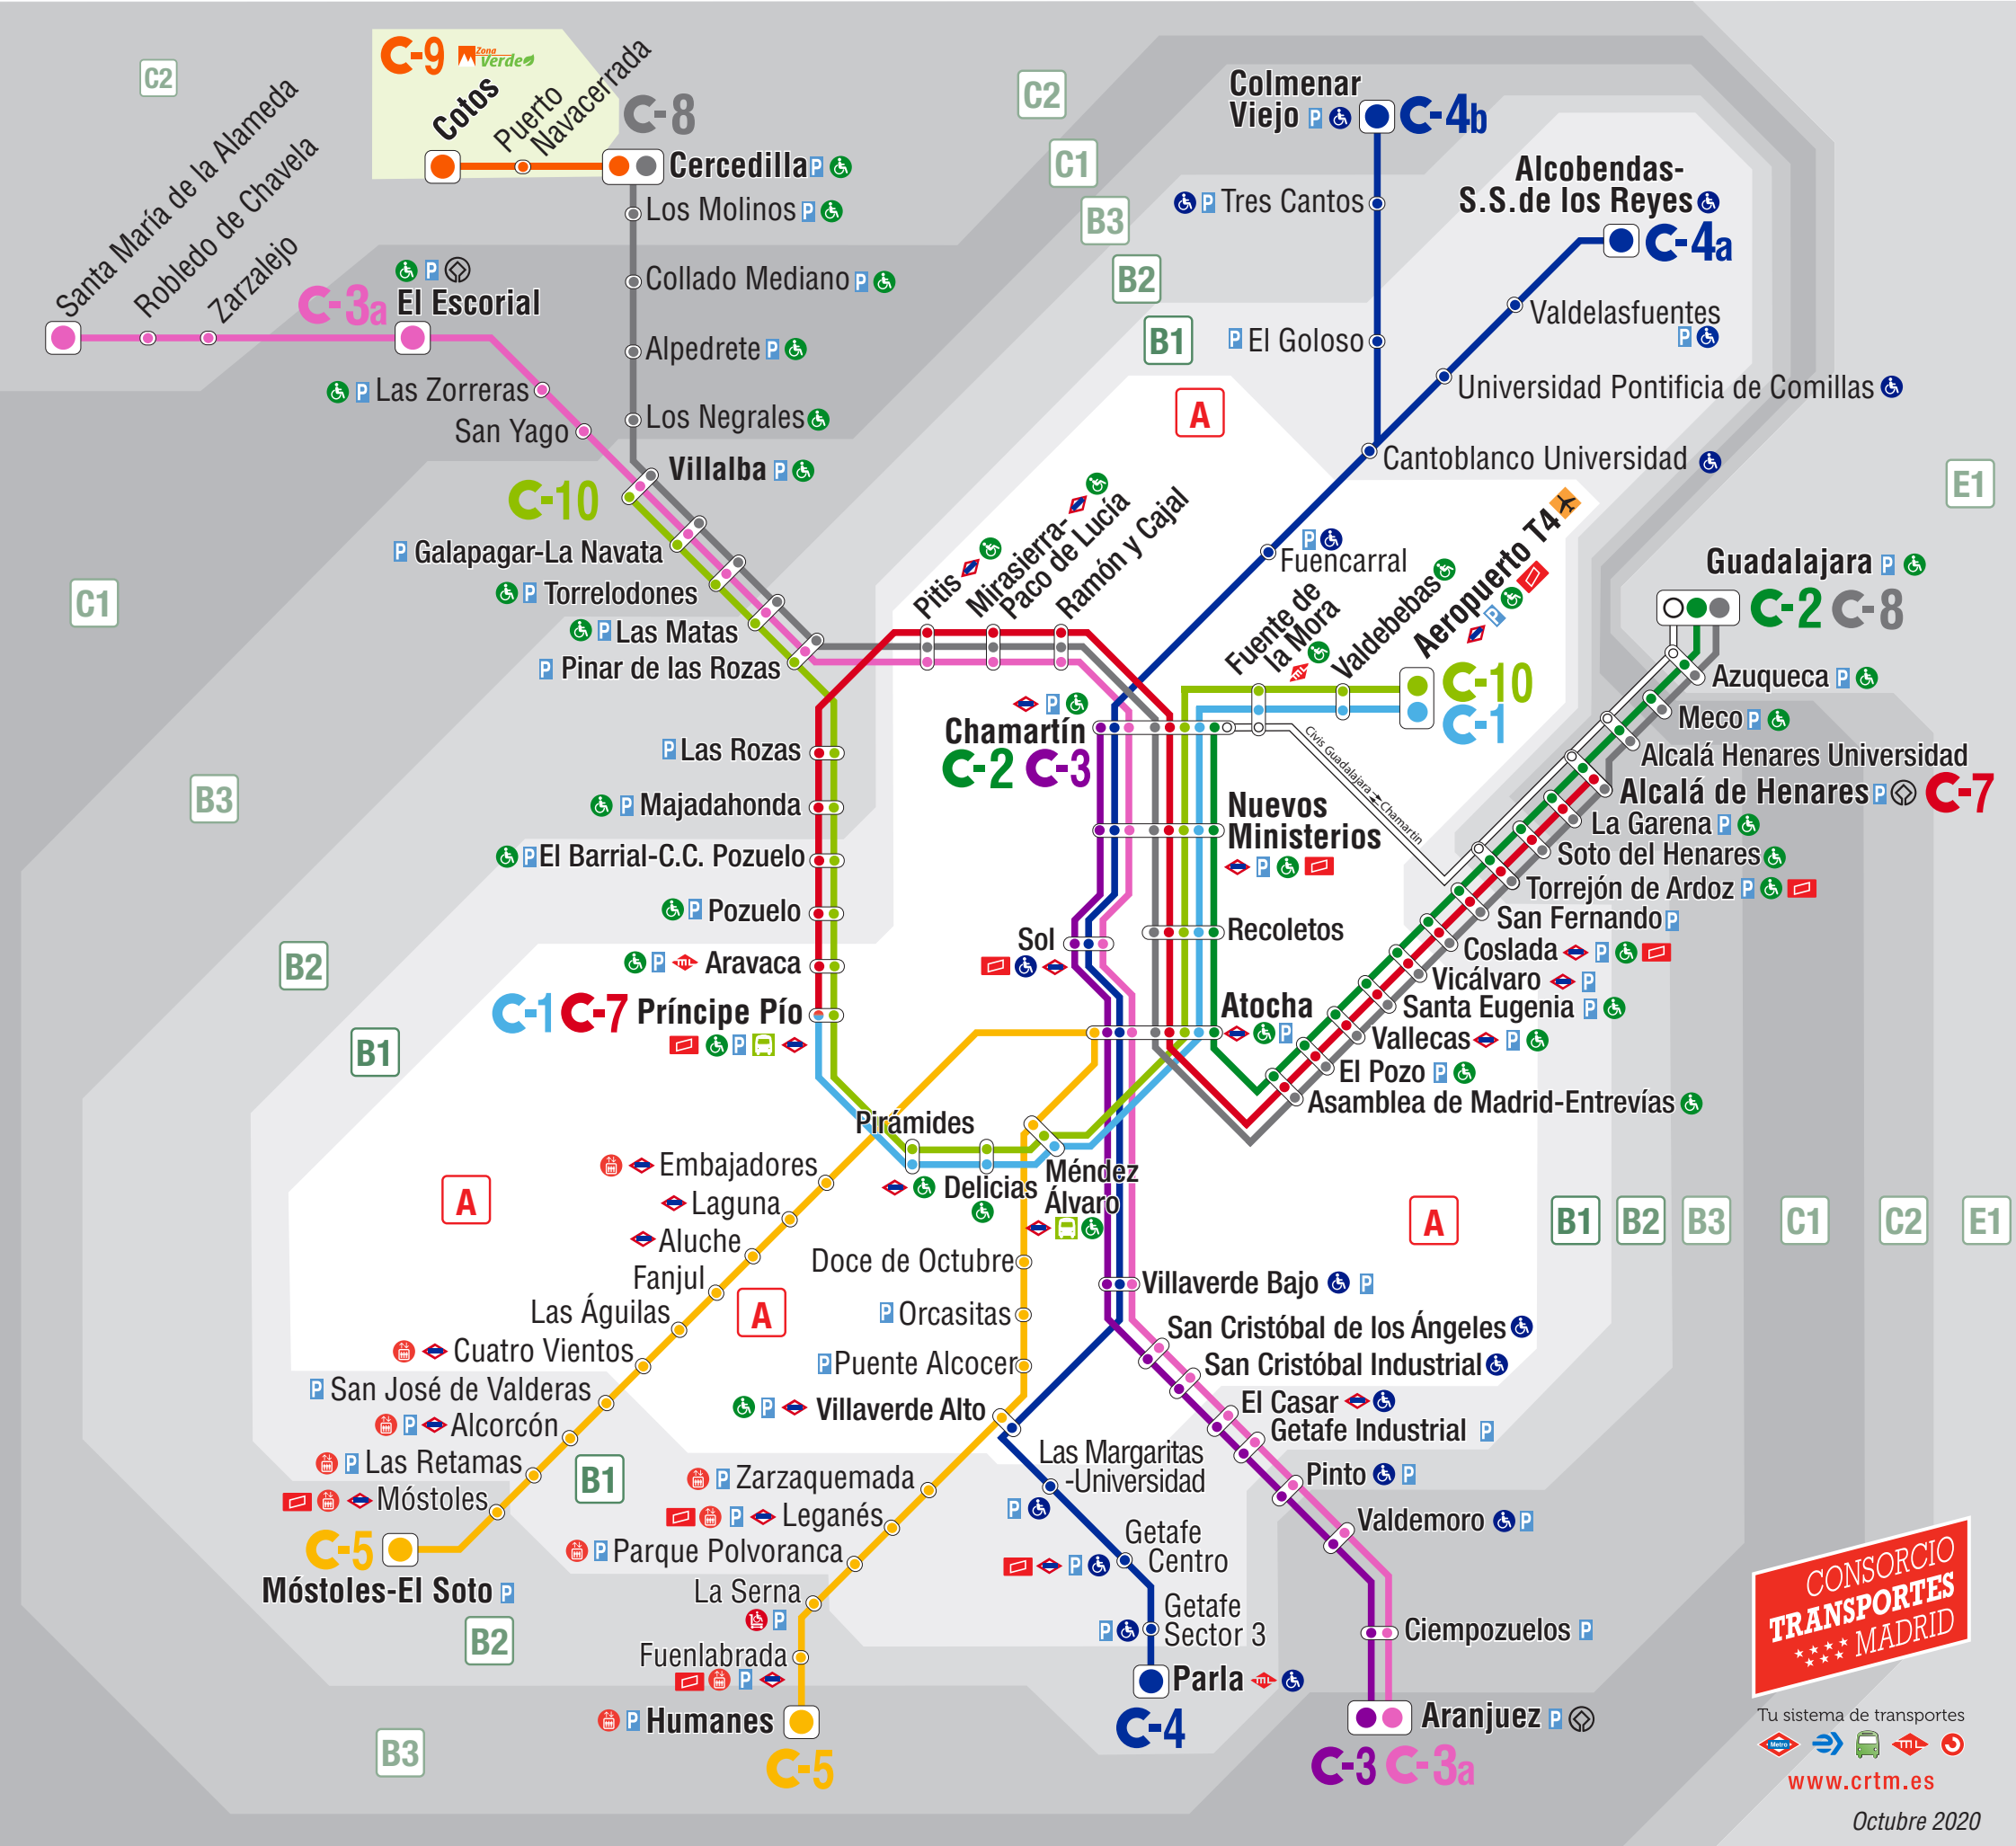 C2
C-9
Zona
Verde
Cotos
Puerto
Navacerrada
C-8
Cercedilla P
Los Molinos P
Collado Mediano P
Alpedrete P
Los Negrales
Villalba P
Santa María de la Alameda
Robledo de Chavela
Zarzalejo
C-3a
P
El Escorial
P Las Zorreras
San Yago
C-10
P Galapagar-La Navata
P Torrelodones
P Las Matas
P Pinar de las Rozas
C2
C1
B3
B2
B1
A
Colmenar
Viejo P
C-4b
P Tres Cantos
P El Goloso
Alcobendas-
S.S.de los Reyes
C-4a
Valdelasfuentes
P
Universidad Pontificia de Comillas
Cantoblanco Universidad
P
Fuencarral
E1
C1
B3
B2
B1
Pitis
Mirasierra-
Paco de Lucía
Ramón y Cajal
Fuente de
la Mora
mL
Valdebebas
Aeropuerto T4
P
C-10
C-1
P
Chamartín
C-2 C-3
Civis Guadalajara Chamartín
Guadalajara P
C-2 C-8
Azuqueca P
Meco P
Alcalá Henares Universidad
Alcalá de Henares P C-7
La Garena P
Soto del Henares
Torrejón de Ardoz P
San Fernando P
Coslada P
Vicálvaro P
Santa Eugenia P
Vallecas P
El Pozo P
Asamblea de Madrid-Entrevías
P Las Rozas
P Majadahonda
P El Barrial-C.C. Pozuelo
P Pozuelo
P mL Aravaca
C-1 C-7 Príncipe Pío
P
Nuevos
Ministerios
P
Recoletos
Sol
Atocha
P
Pirámides
Delicias
Méndez
Álvaro
A
Embajadores
Laguna
Aluche
Fanjul
Las Águilas
Cuatro Vientos
P San José de Valderas
P Alcorcón
P Las Retamas
Móstoles
C-5
Móstoles-El Soto P
A
B1
B2
B3
Doce de Octubre
P Orcasitas
P Puente Alcocer
P Villaverde Alto
P Zarzaquemada
P Leganés
P Parque Polvoranca
La Serna
P
Fuenlabrada
P
P Humanes
C-5
Las Margaritas
-Universidad
P
Getafe
Centro
P
Getafe
Sector 3
P
Parla mL
C-4
Villaverde Bajo P
San Cristóbal de los Ángeles
San Cristóbal Industrial
El Casar
Getafe Industrial P
Pinto P
Valdemoro P
Ciempozuelos P
Aranjuez P
C-3 C-3a
A
B1
B2
B3
C1
C2
E1
CONSORCIO
TRANSPORTES
MADRID
Tu sistema de transportes
Metro
mL
www.crtm.es
Octubre 2020